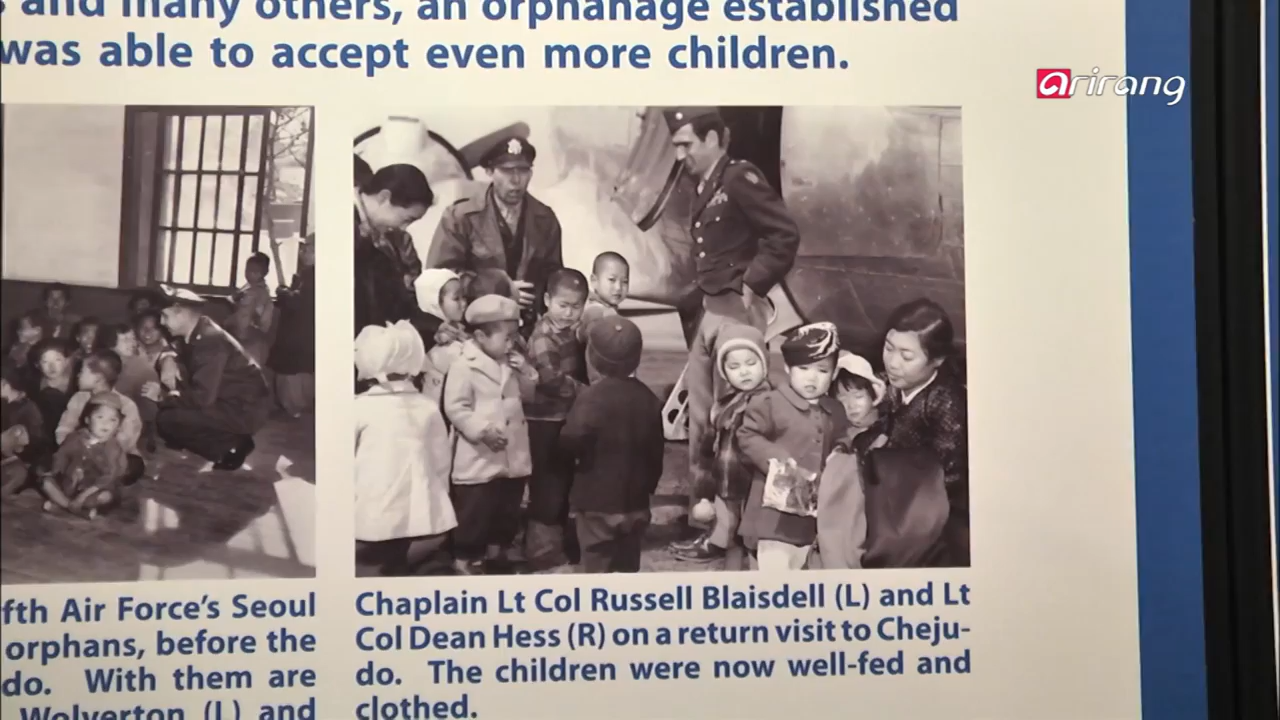 and many others, an orphanage established
was able to accept even more children.
arirang
fth Air Force's Seoul
orphans, before the
do. With them are
Wolverton (L) and
Chaplain Lt Col Russell Blaisdell (L) and Lt
Col Dean Hess (R) on a return visit to Cheju-
do. The children were now well-fed and
clothed.